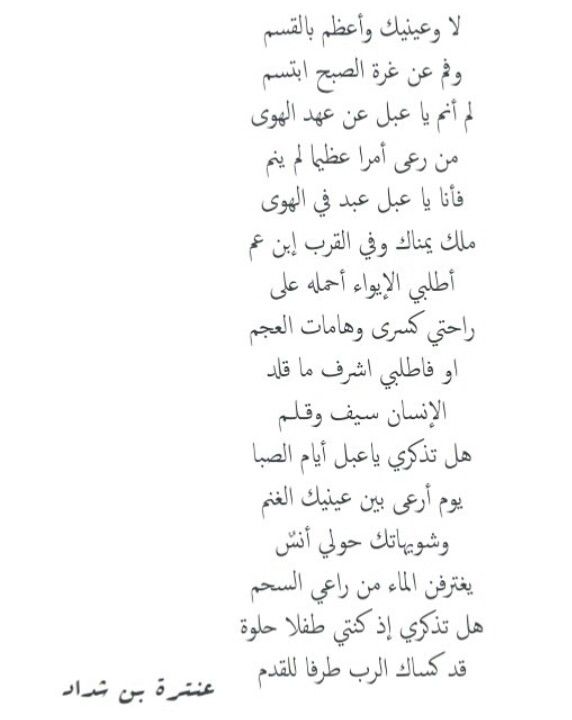 لا وعينيك وأعظم بالقسم
وفم عن غرة الصبح ابتسم
لم أنم يا عبل عن عهد الهوى
من رعى أمرا عظيما لم ينم
فأنا يا عبل عبد في الهوى
ملك يمناك وفي القرب إبن عم
أطلبي الإيواء أحمله على
راحتي كسرى وهامات العجم
او فاطلبي اشرف ما قلد
الإنسان سيف وقلم
هل تذكري ياعبل أيام الصبا
يوم أرعى بين عينيك الغنم
وشويهاتك حولي أنسٌ
يغترفن الماء من راعي السحم
هل تذكري إذ كنتي طفلا حلوة
قد كساك الرب طرفا للقدم
عنترة بن شداد